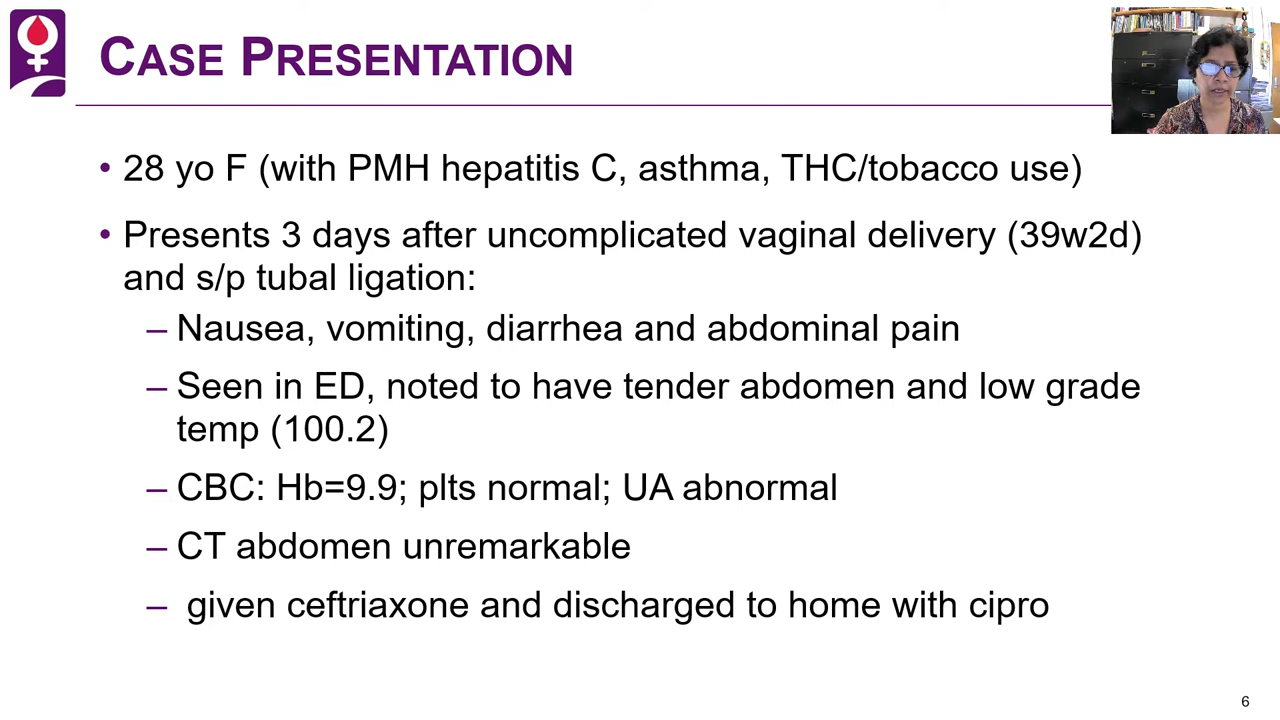 CASE PRESENTATION
• 28 yo F (with PMH hepatitis C, asthma, THC/tobacco use)
• Presents 3 days after uncomplicated vaginal delivery (39w2d)
and s/p tubal ligation:
– Nausea, vomiting, diarrhea and abdominal pain
– Seen in ED, noted to have tender abdomen and low grade
temp (100.2)
– CBC: Hb=9.9; plts normal; UA abnormal
– CT abdomen unremarkable
– given ceftriaxone and discharged to home with cipro
6